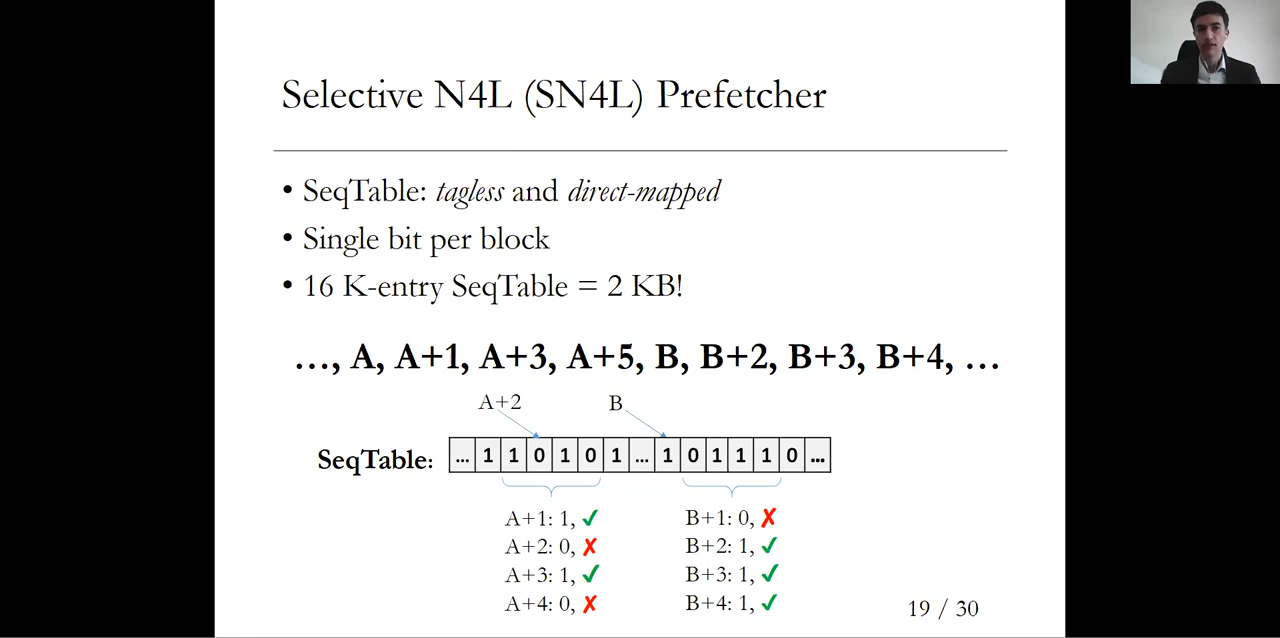 Selective N4L (SN4L) Prefetcher
• SeqTable: tagless and direct-mapped
• Single bit per block
• 16 K-entry SeqTable = 2 KB!
…, A, A+1, A+3, A+5, B, B+2, B+3, B+4, …
A+2 B
SeqTable: ... 1 1 0 1 0 1 ... 1 0 1 1 1 0 ...
A+1: 1, ✓ B+1: 0, ✗
A+2: 0, ✗ B+2: 1, ✓
A+3: 1, ✓ B+3: 1, ✓
A+4: 0, ✗ B+4: 1, ✓
19 / 30